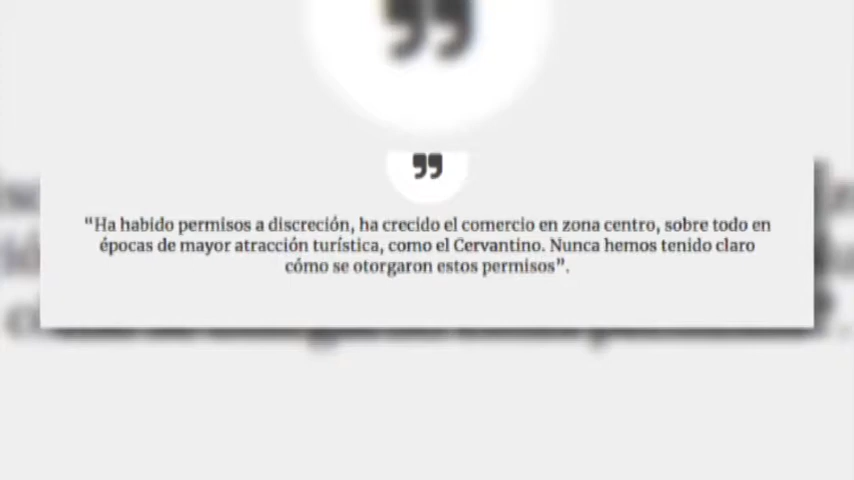 ”
“Ha habido permisos a discreción, ha crecido el comercio en zona centro, sobre todo en
épocas de mayor atracción turística, como el Cervantino. Nunca hemos tenido claro
cómo se otorgaron estos permisos”.